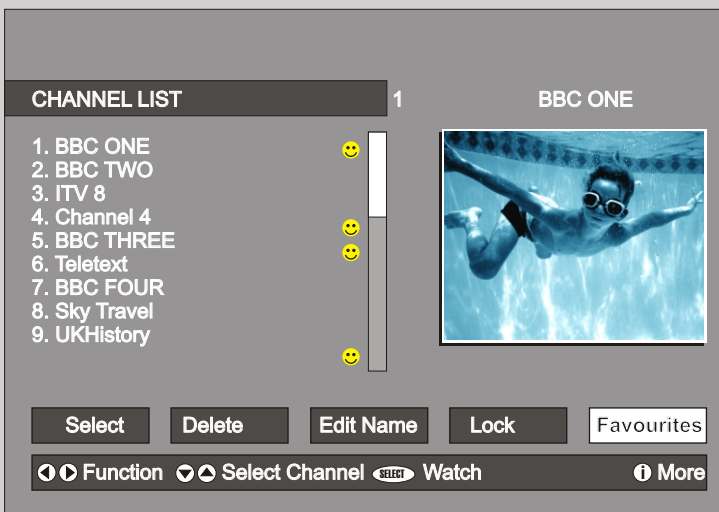 CHANNEL LIST
1
BBC ONE
1. BBC ONE
2. BBC TWO
3. ITV 8
4. Channel 4
5. BBC THREE
6. Teletext
7. BBC FOUR
8. Sky Travel
9. UKHistory
Select
Delete
Edit Name
Lock
Favourites
Function
Select Channel
SELECT
Watch
i More